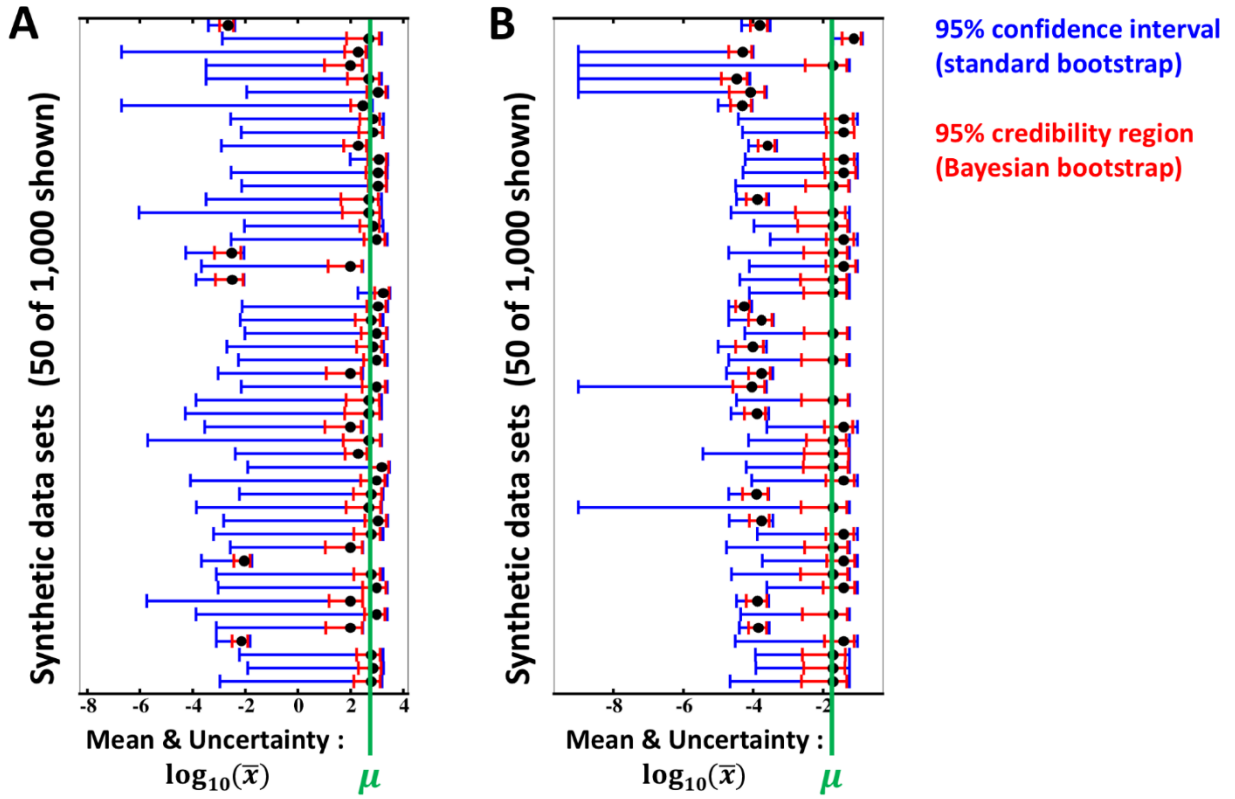 A
Synthetic data sets (50 of 1,000 shown)
-8 -6 -4 -2 0 2 4
Mean & Uncertainty :
log10(x̅) μ
B
Synthetic data sets (50 of 1,000 shown)
-8 -6 -4 -2
Mean & Uncertainty :
log10(x̅) μ
95% confidence interval
(standard bootstrap)
95% credibility region
(Bayesian bootstrap)